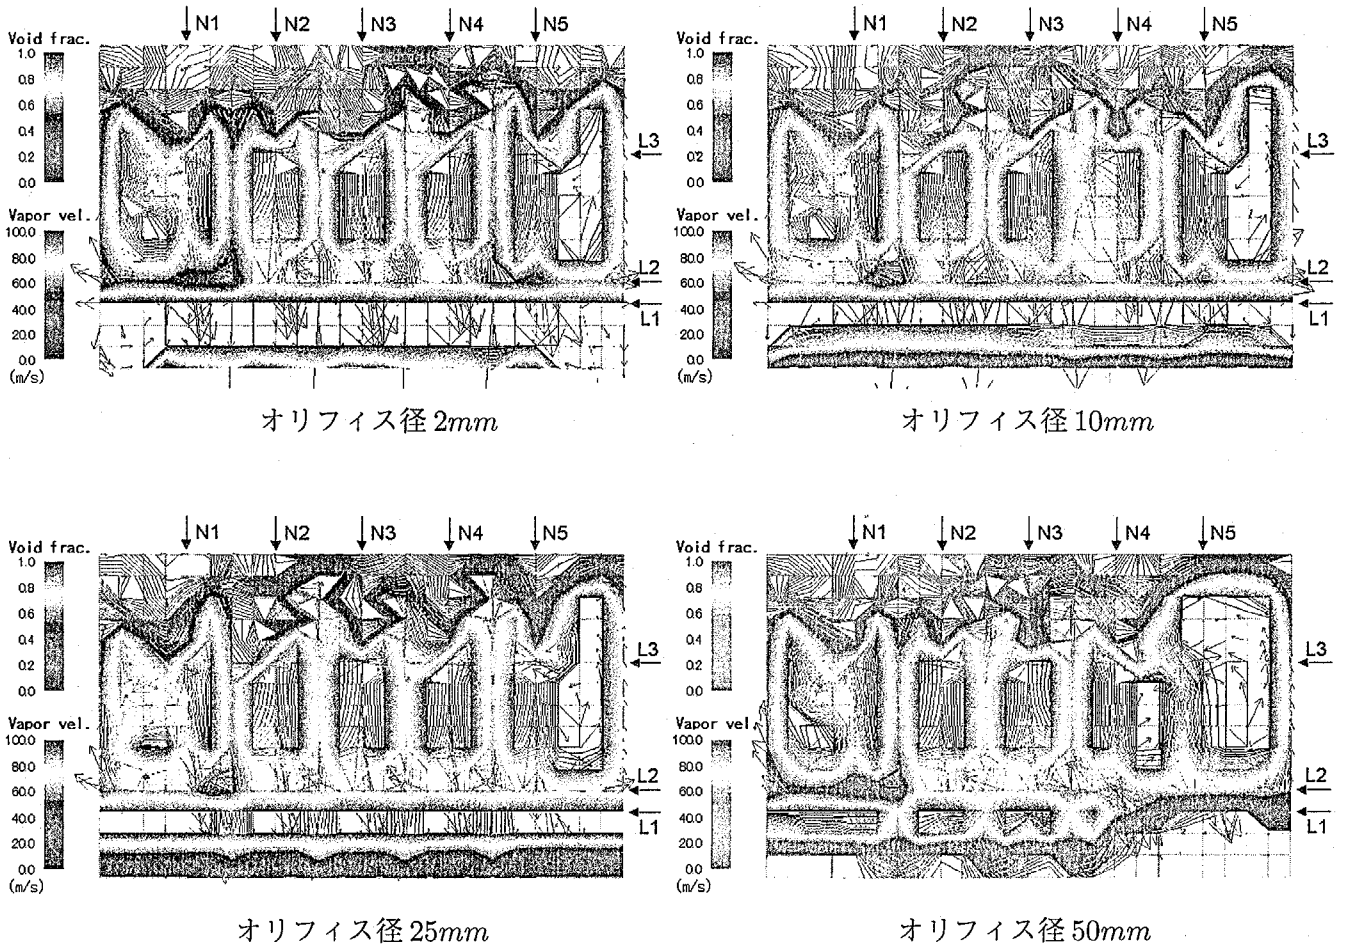 N1 N2 N3 N4 N5
Void frac.
1.0
0.8
0.6
0.4
0.2
0.0
Vapor vel.
100.0
80.0
60.0
40.0
20.0
0.0
(m/s)
L3
L2
L1
オリフィス径 2mm
N1 N2 N3 N4 N5
Void frac.
1.0
0.8
0.6
0.4
0.2
0.0
Vapor vel.
100.0
80.0
60.0
40.0
20.0
0.0
(m/s)
L3
L2
L1
オリフィス径 10mm
N1 N2 N3 N4 N5
Void frac.
1.0
0.8
0.6
0.4
0.2
0.0
Vapor vel.
100.0
80.0
60.0
40.0
20.0
0.0
(m/s)
L3
L2
L1
オリフィス径 25mm
N1 N2 N3 N4 N5
Void frac.
1.0
0.8
0.6
0.4
0.2
0.0
Vapor vel.
100.0
80.0
60.0
40.0
20.0
0.0
(m/s)
L3
L2
L1
オリフィス径 50mm